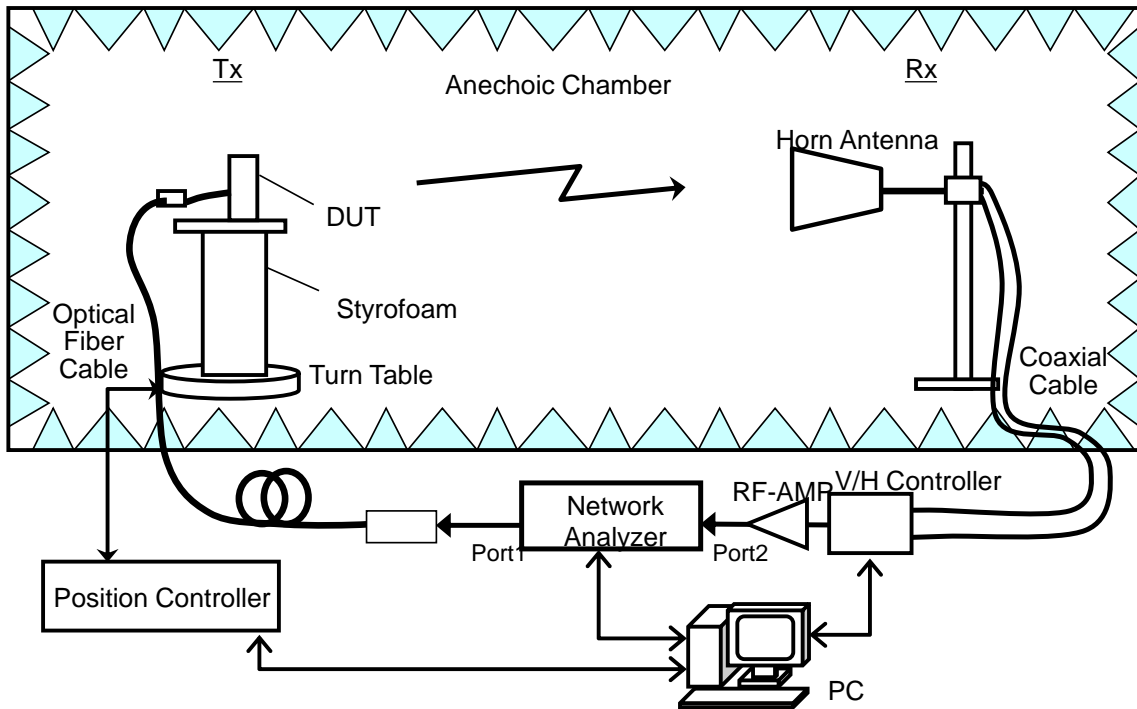 Tx
Rx
Anechoic Chamber
Horn Antenna
DUT
Styrofoam
Optical
Fiber
Cable
Turn Table
Coaxial
Cable
RF-AMP
V/H Controller
Network
Analyzer
Port1
Port2
Position Controller
PC